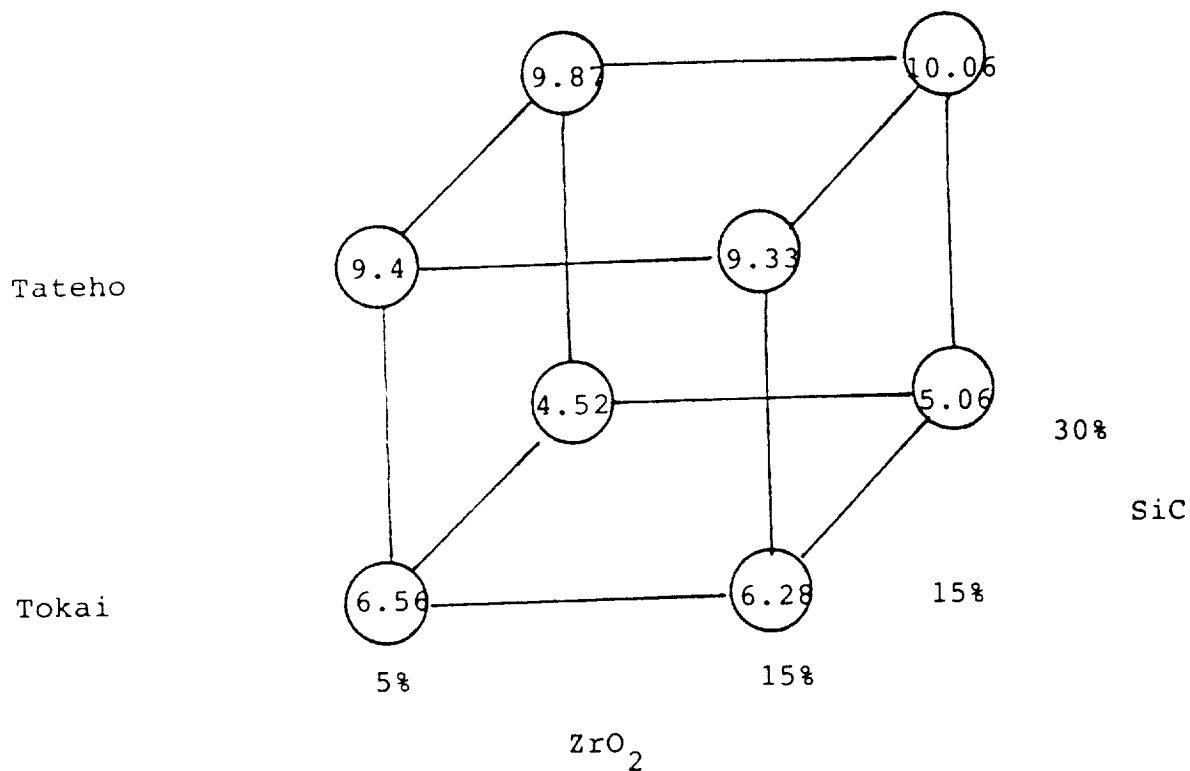 9.87 10.06
9.4 9.33
Tateho
4.52 5.06
30%
SiC
Tokai 6.56 6.28 15%
5% 15%
ZrO2